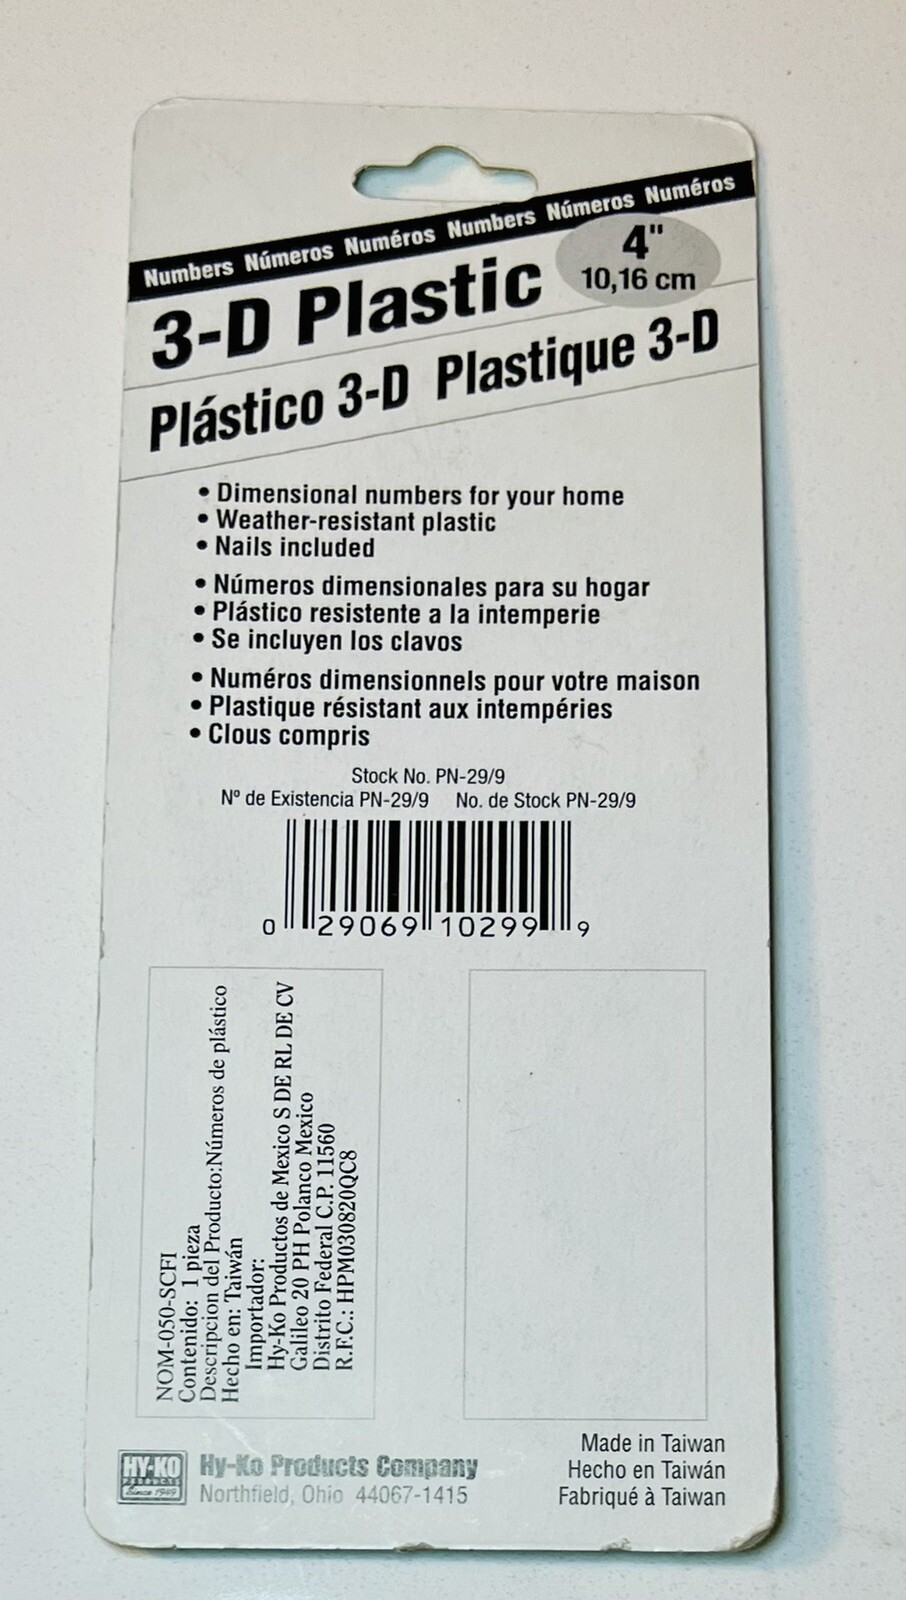 Numbers Números Numéros Numbers Números Numéros
4"
10,16 cm
3-D Plastic
Plástico 3-D Plastique 3-D
• Dimensional numbers for your home
• Weather-resistant plastic
• Nails included
• Números dimensionales para su hogar
• Plástico resistente a la intemperie
• Se incluyen los clavos
• Numéros dimensionnels pour votre maison
• Plastique résistant aux intempéries
• Clous compris
Stock No. PN-29/9
Nº de Existencia PN-29/9 No. de Stock PN-29/9
0 29069 10299 9
NOM-050-SCFI
Contenido: 1 pieza
Descripcion del Producto:Números de plástico
Hecho en: Taiwán
Importador:
Hy-Ko Productos de Mexico S DE RL DE CV
Galileo 20 PH Polanco Mexico
Distrito Federal C.P. 11560
R.F.C.: HPM030820QC8
HY-KO
PRODUCTS
Since 1949
Hy-Ko Products Company
Northfield, Ohio 44067-1415
Made in Taiwan
Hecho en Taiwán
Fabriqué à Taiwan